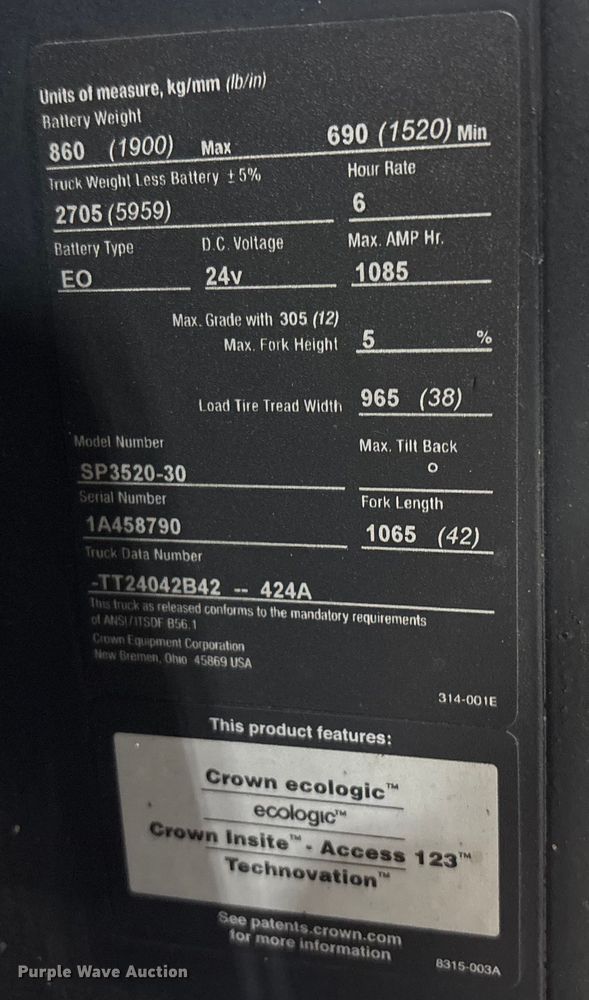 Units of measure, kg/mm (lb/in)
Battery Weight
860 (1900) Max 690 (1520) Min
Truck Weight Less Battery ±5% Hour Rate
2705 (5959) 6
Battery Type D.C. Voltage Max. AMP Hr.
EO 24v 1085
Max. Grade with 305 (12)
Max. Fork Height 5 %
Load Tire Tread Width 965 (38)
Model Number Max. Tilt Back
SP3520-30 °
Serial Number Fork Length
1A458790 1065 (42)
Truck Data Number
-TT24042B42 -- 424A
This truck as released conforms to the mandatory requirements
of ANSI/ITSDF B56.1
Crown Equipment Corporation
New Bremen, Ohio 45869 USA
314-001E
This product features:
Crown ecologic™
ecologic™
Crown Insite™ - Access 123™
Technovation™
See patents.crown.com
for more information
8315-003A
Purple Wave Auction